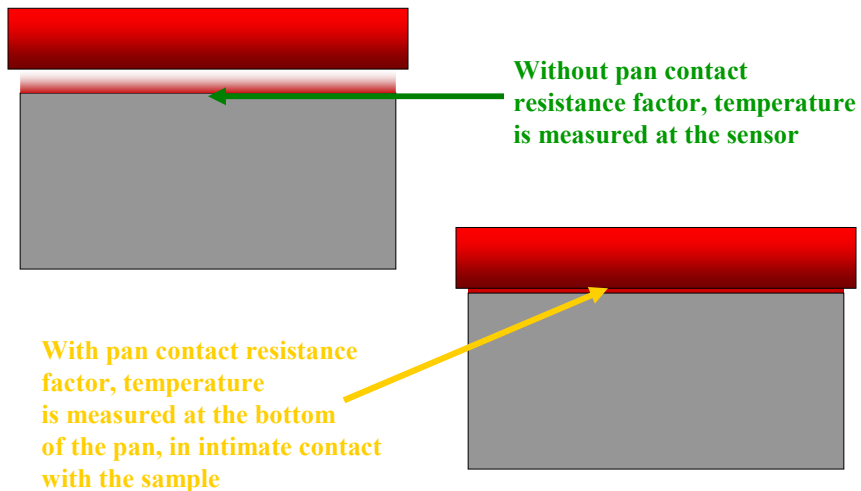 Without pan contact
resistance factor, temperature
is measured at the sensor
With pan contact resistance
factor, temperature
is measured at the bottom
of the pan, in intimate contact
with the sample